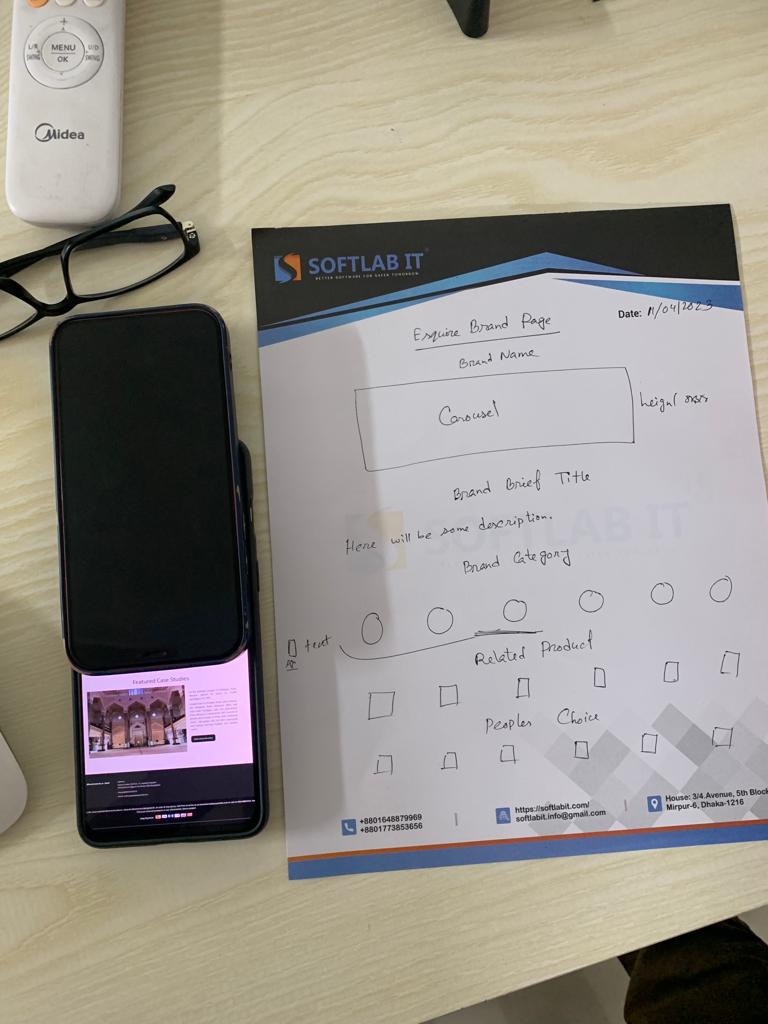 L/R
SWING
MENU
OK
U/D
SWING
Midea
SOFTLAB IT
BETTER SOFTWARE FOR SAFER TOMORROW
Date: 11/04/2023
Esquire Brand Page
Brand Name
Carousel
Brand Brief Title
Here will be some description.
SOFTLAB IT
Brand Category
text
Related Product
Peoples Choice
+8801648879969
+8801773853656
https://softlabit.com/
softlabit.info@gmail.com
House: 3/4.Avenue, 5th Block
Mirpur-6, Dhaka-1216
Featured Case Studies